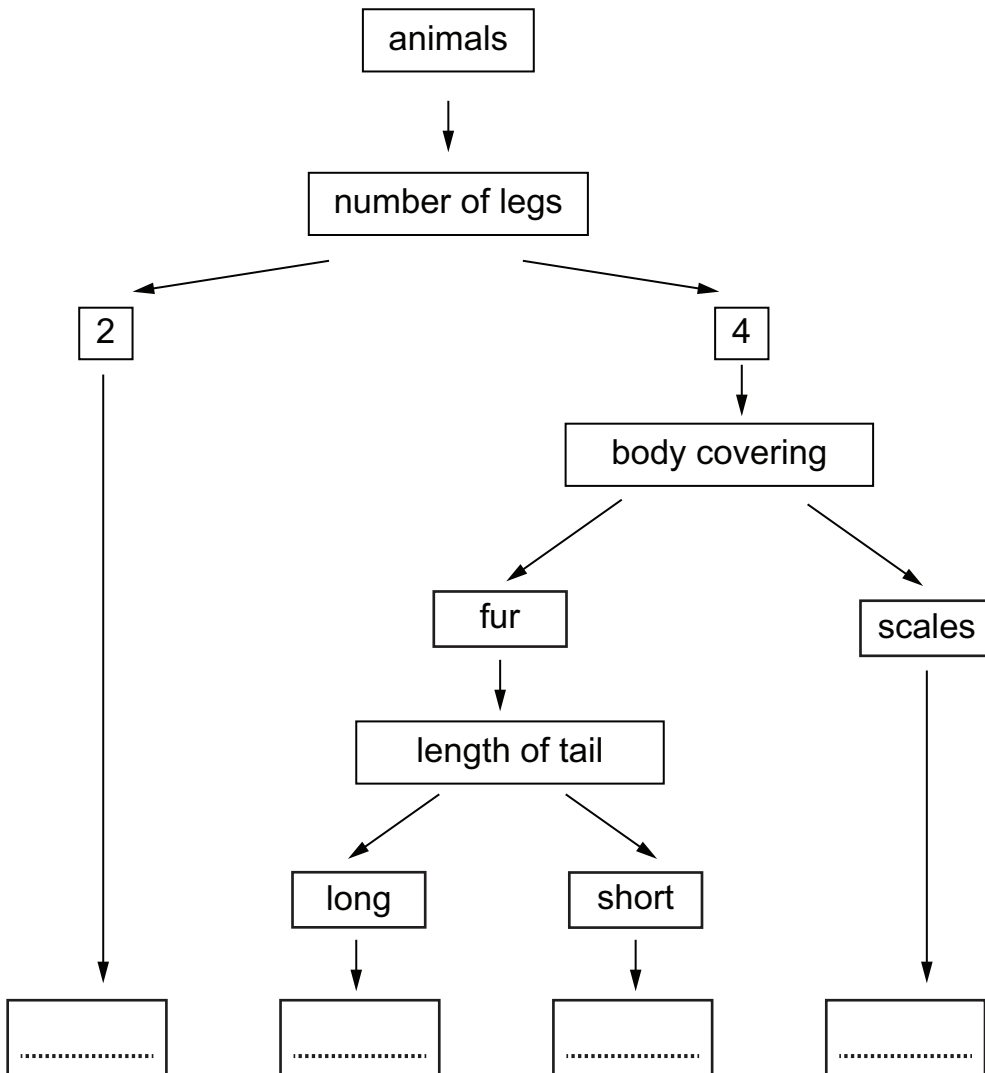 animals
number of legs
2
4
body covering
fur
scales
length of tail
long
short